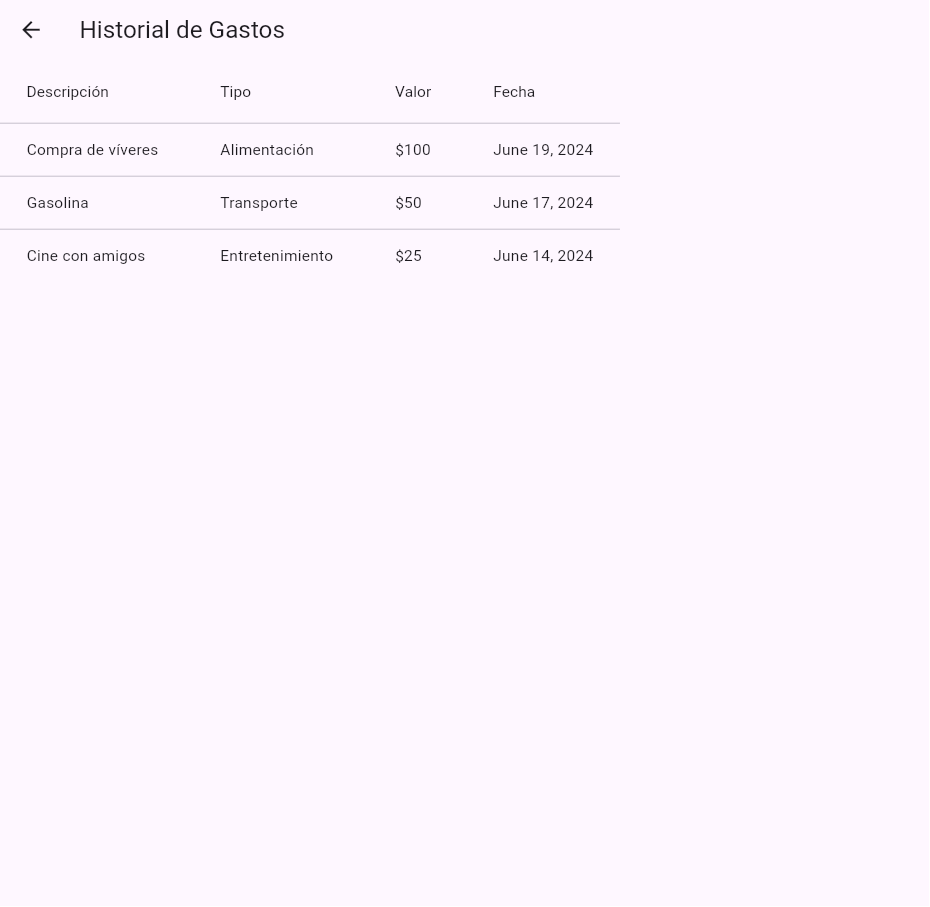 Historial de Gastos
Descripción Tipo Valor Fecha
Compra de víveres Alimentación $100 June 19, 2024
Gasolina Transporte $50 June 17, 2024
Cine con amigos Entretenimiento $25 June 14, 2024